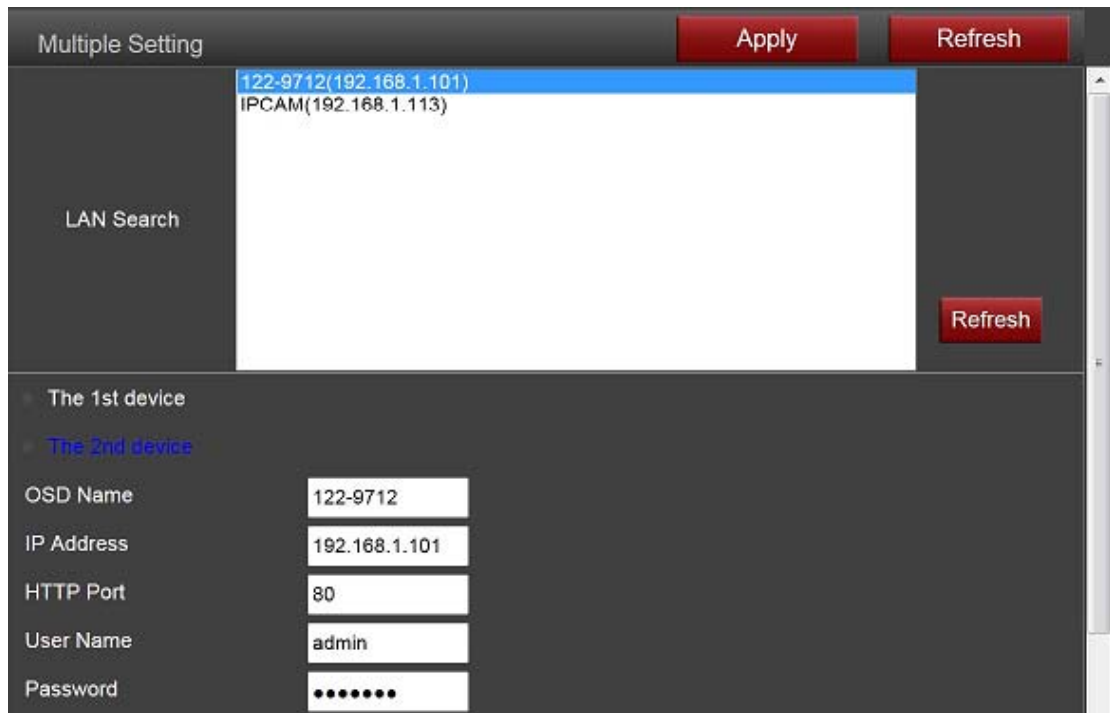 Multiple Setting Apply Refresh
122-9712(192.168.1.101)
IPCAM(192.168.1.113)
LAN Search
Refresh
The 1st device
The 2nd device
OSD Name 122-9712
IP Address 192.168.1.101
HTTP Port 80
User Name admin
Password •••••••